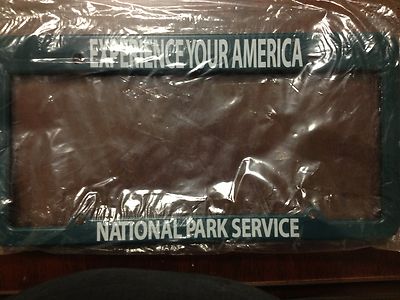 EXPERIENCE YOUR AMERICA
NATIONAL PARK SERVICE